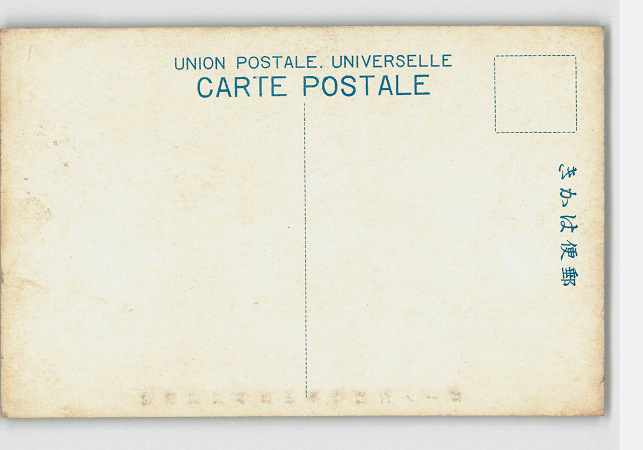 UNION POSTALE. UNIVERSELLE
CARTE POSTALE
きかは便郵